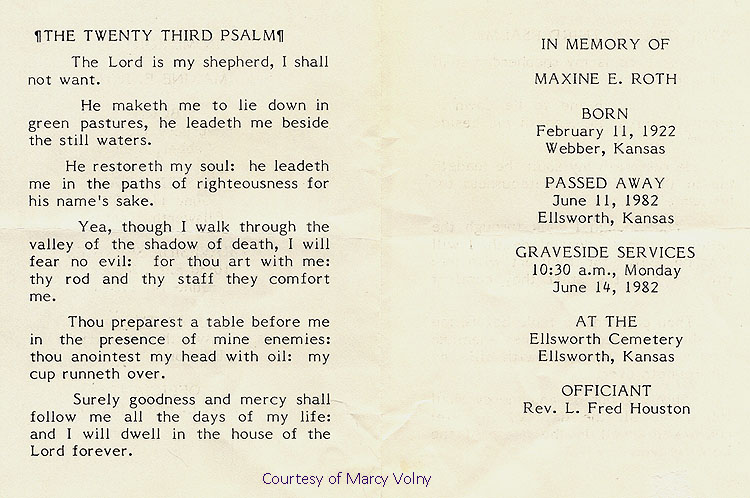 ¶THE TWENTY THIRD PSALM¶
The Lord is my shepherd, I shall
not want.
He maketh me to lie down in
green pastures, he leadeth me beside
the still waters.
He restoreth my soul: he leadeth
me in the paths of righteousness for
his name's sake.
Yea, though I walk through the
valley of the shadow of death, I will
fear no evil: for thou art with me:
thy rod and thy staff they comfort
me.
Thou preparest a table before me
in the presence of mine enemies:
thou anointest my head with oil: my
cup runneth over.
Surely goodness and mercy shall
follow me all the days of my life:
and I will dwell in the house of the
Lord forever.
IN MEMORY OF
MAXINE E. ROTH
BORN
February 11, 1922
Webber, Kansas
PASSED AWAY
June 11, 1982
Ellsworth, Kansas
GRAVESIDE SERVICES
10:30 a.m., Monday
June 14, 1982
AT THE
Ellsworth Cemetery
Ellsworth, Kansas
OFFICIANT
Rev. L. Fred Houston
Courtesy of Marcy Volny